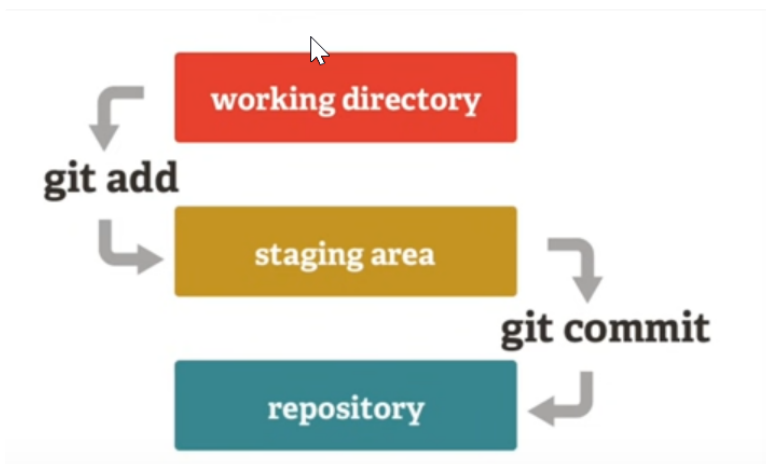 working directory
git add
staging area
git commit
repository